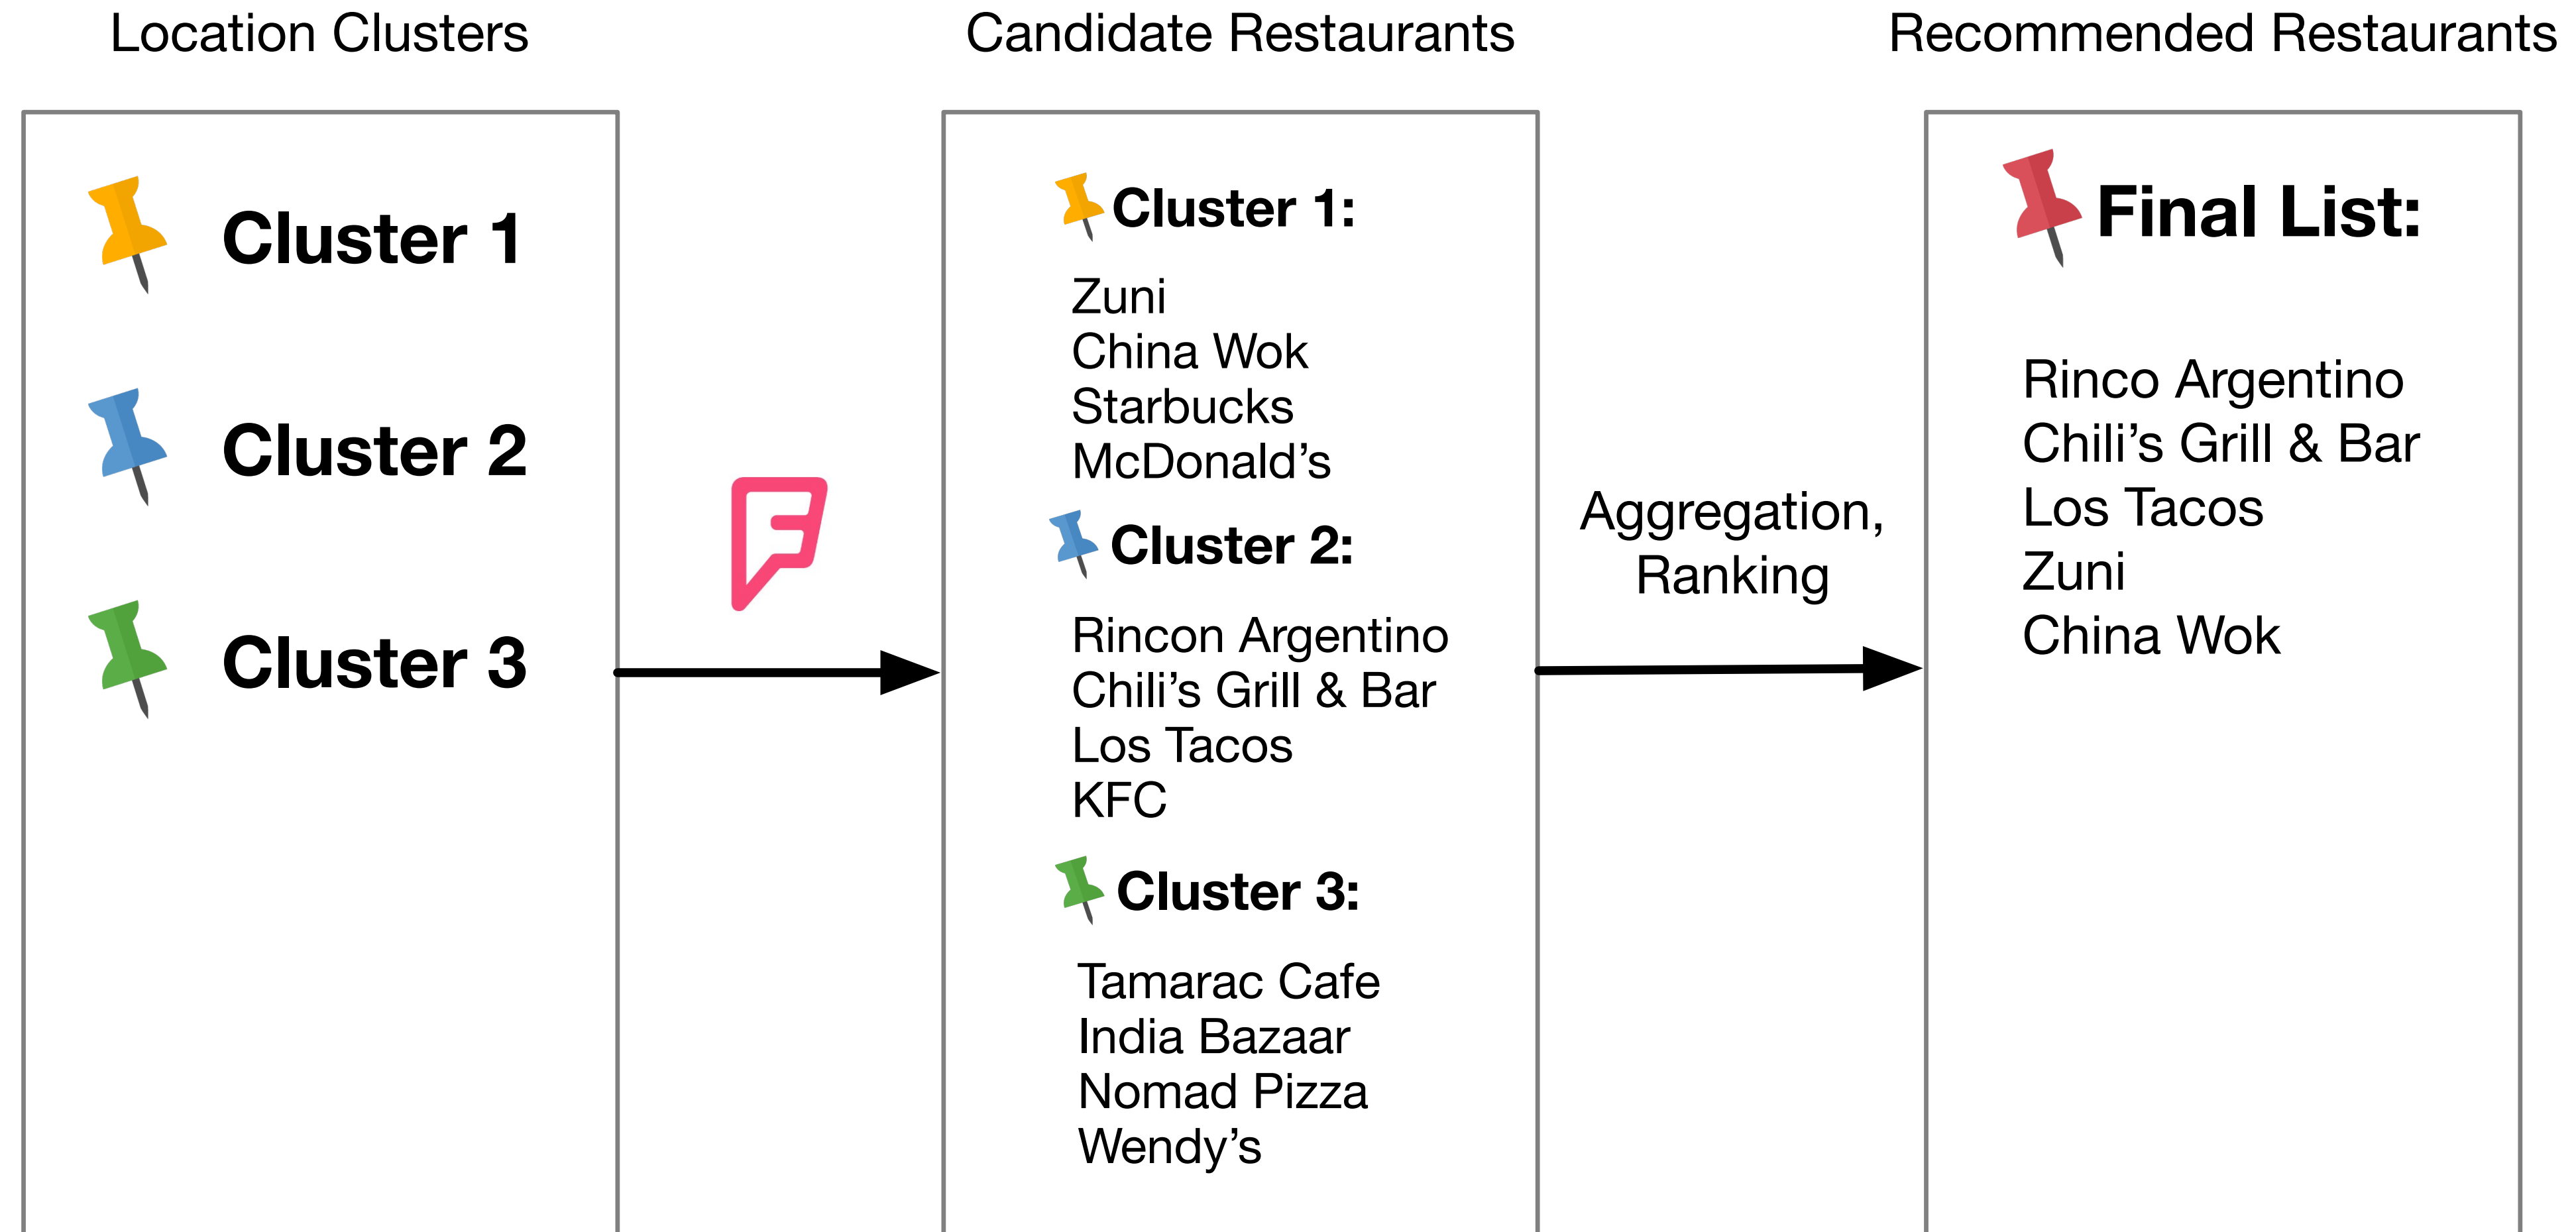 Location Clusters
Cluster 1
Cluster 2
Cluster 3
Candidate Restaurants
Cluster 1:
Zuni
China Wok
Starbucks
McDonald’s
Cluster 2:
Rincon Argentino
Chili’s Grill & Bar
Los Tacos
KFC
Cluster 3:
Tamarac Cafe
India Bazaar
Nomad Pizza
Wendy’s
Aggregation,
Ranking
Recommended Restaurants
Final List:
Rinco Argentino
Chili’s Grill & Bar
Los Tacos
Zuni
China Wok